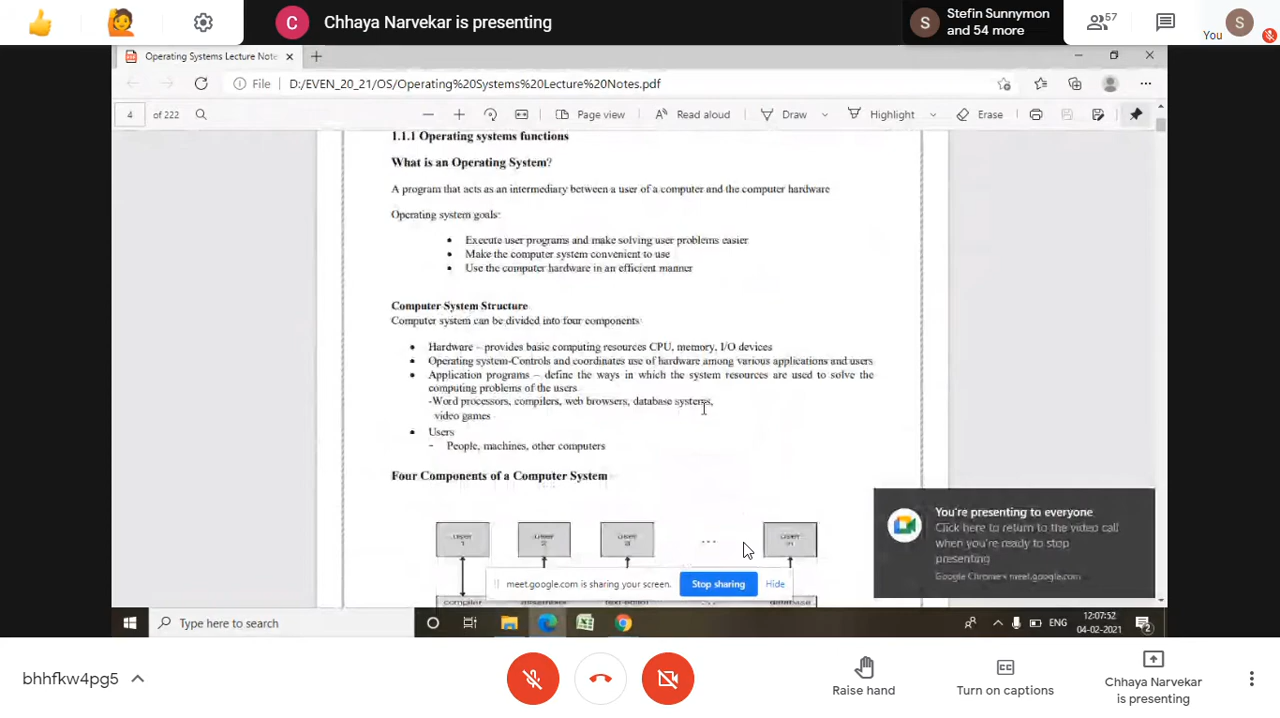 C Chhaya Narvekar is presenting
S Stefin Sunnymon
and 54 more
57
You
S
Operating Systems Lecture Note
File D:/EVEN_20_21/OS/Operating%20Systems%20Lecture%20Notes.pdf
4 of 222
Page view
Read aloud
Draw
Highlight
Erase
1.1.1 Operating systems functions
What is an Operating System?
A program that acts as an intermediary between a user of a computer and the computer hardware
Operating system goals:
• Execute user programs and make solving user problems easier
• Make the computer system convenient to use
• Use the computer hardware in an efficient manner
Computer System Structure
Computer system can be divided into four components
• Hardware – provides basic computing resources CPU, memory, I/O devices
• Operating system-Controls and coordinates use of hardware among various applications and users
• Application programs – define the ways in which the system resources are used to solve the
computing problems of the users
-Word processors, compilers, web browsers, database systems,
video games
• Users
- People, machines, other computers
Four Components of a Computer System
user
1
...
compiler
database
You're presenting to everyone
Click here to return to the video call
when you're ready to stop
presenting
Google Chrome • meet.google.com
meet.google.com is sharing your screen.
Stop sharing
Hide
Type here to search
ENG
12:07:52
04-02-2021
2
bhhfkw4pg5
Raise hand
Turn on captions
Chhaya Narvekar
is presenting